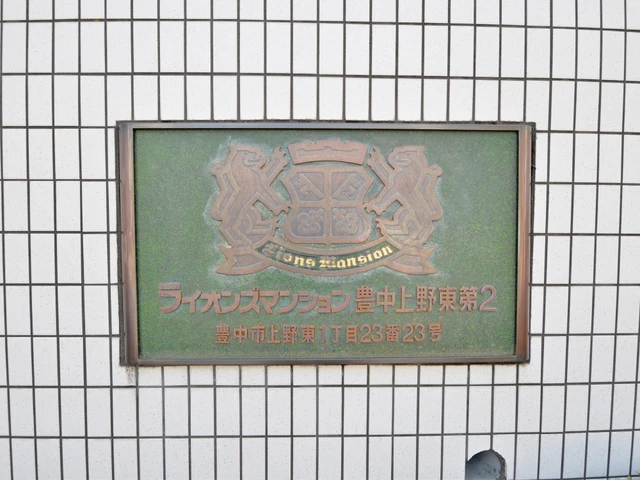 Lions Mansion
ライオンズマンション豊中上野東第2
豊中市上野東1丁目23番23号